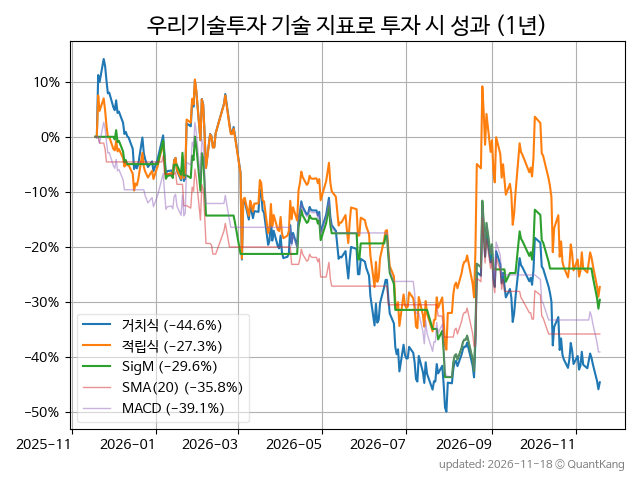 우리기술투자 기술 지표로 투자 시 성과 (1년)
10%
0%
−10%
−20%
−30%
−40%
−50%
거치식 (−44.6%)
적립식 (−27.3%)
SigM (−29.6%)
SMA(20) (−35.8%)
MACD (−39.1%)
2025-11 2026-01 2026-03 2026-05 2026-07 2026-09 2026-11
updated: 2026-11-18 ⓒ QuantKang